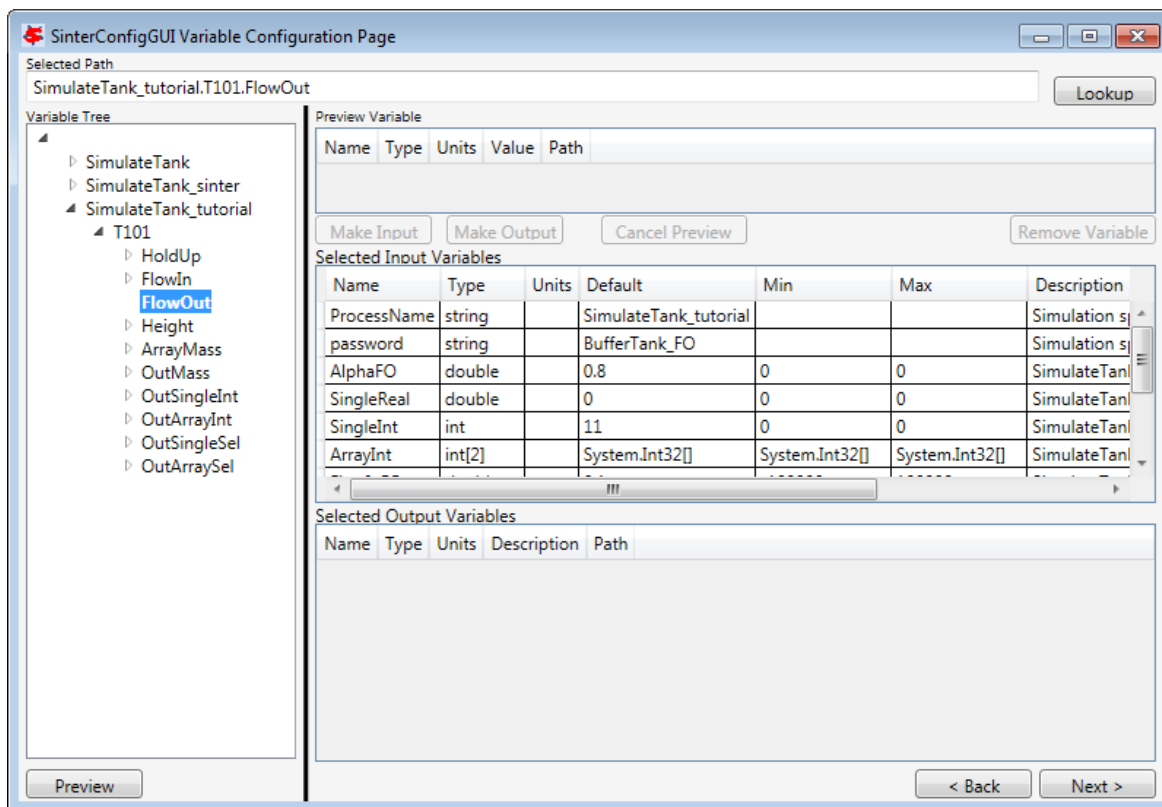 SinterConfigGUI Variable Configuration Page
Selected Path
SimulateTank_tutorial.T101.FlowOut
Lookup
Variable Tree
SimulateTank
SimulateTank_sinter
SimulateTank_tutorial
T101
HoldUp
FlowIn
FlowOut
Height
ArrayMass
OutMass
OutSingleInt
OutArrayInt
OutSingleSel
OutArraySel
Preview
Preview Variable
Name Type Units Value Path
Make Input Make Output Cancel Preview Remove Variable
Selected Input Variables
Name Type Units Default Min Max Description
ProcessName string SimulateTank_tutorial Simulation
password string BufferTank_FO Simulation
AlphaFO double 0.8 0 0
SingleReal double 0 0 0
SingleInt int 11 0 0
ArrayInt int[2] System.Int32[] System.Int32[] System.Int32[]
Selected Output Variables
Name Type Units Description Path
< Back Next >